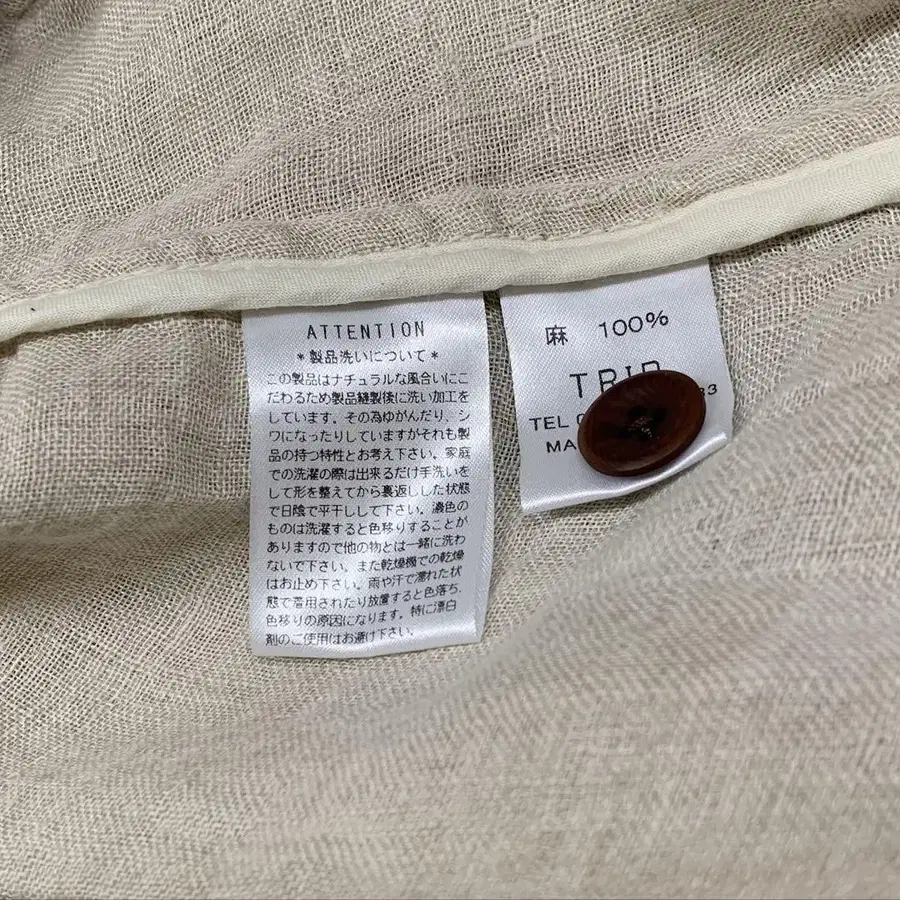 ATTENTION
*製品洗いについて*
この製品はナチュラルな風合いにこ
だわるため製品縫製後に洗い加工を
しています。その為ゆがんだり、シ
ワになったりしていますがそれも製
品の持つ特性とお考え下さい。家庭
での洗濯の際は出来るだけ手洗いを
して形を整えてから裏返しした状態
で日陰で平干しして下さい。濃色の
ものは洗濯すると色移りすることが
ありますので他の物とは一緒に洗わ
ないで下さい。また乾燥機での乾燥
はお止め下さい。雨や汗で濡れた状
態で着用されたり放置すると色落ち.
色移りの原因になります。特に漂白
剤のご使用はお避け下さい。
麻 100%
TRIP
TEL